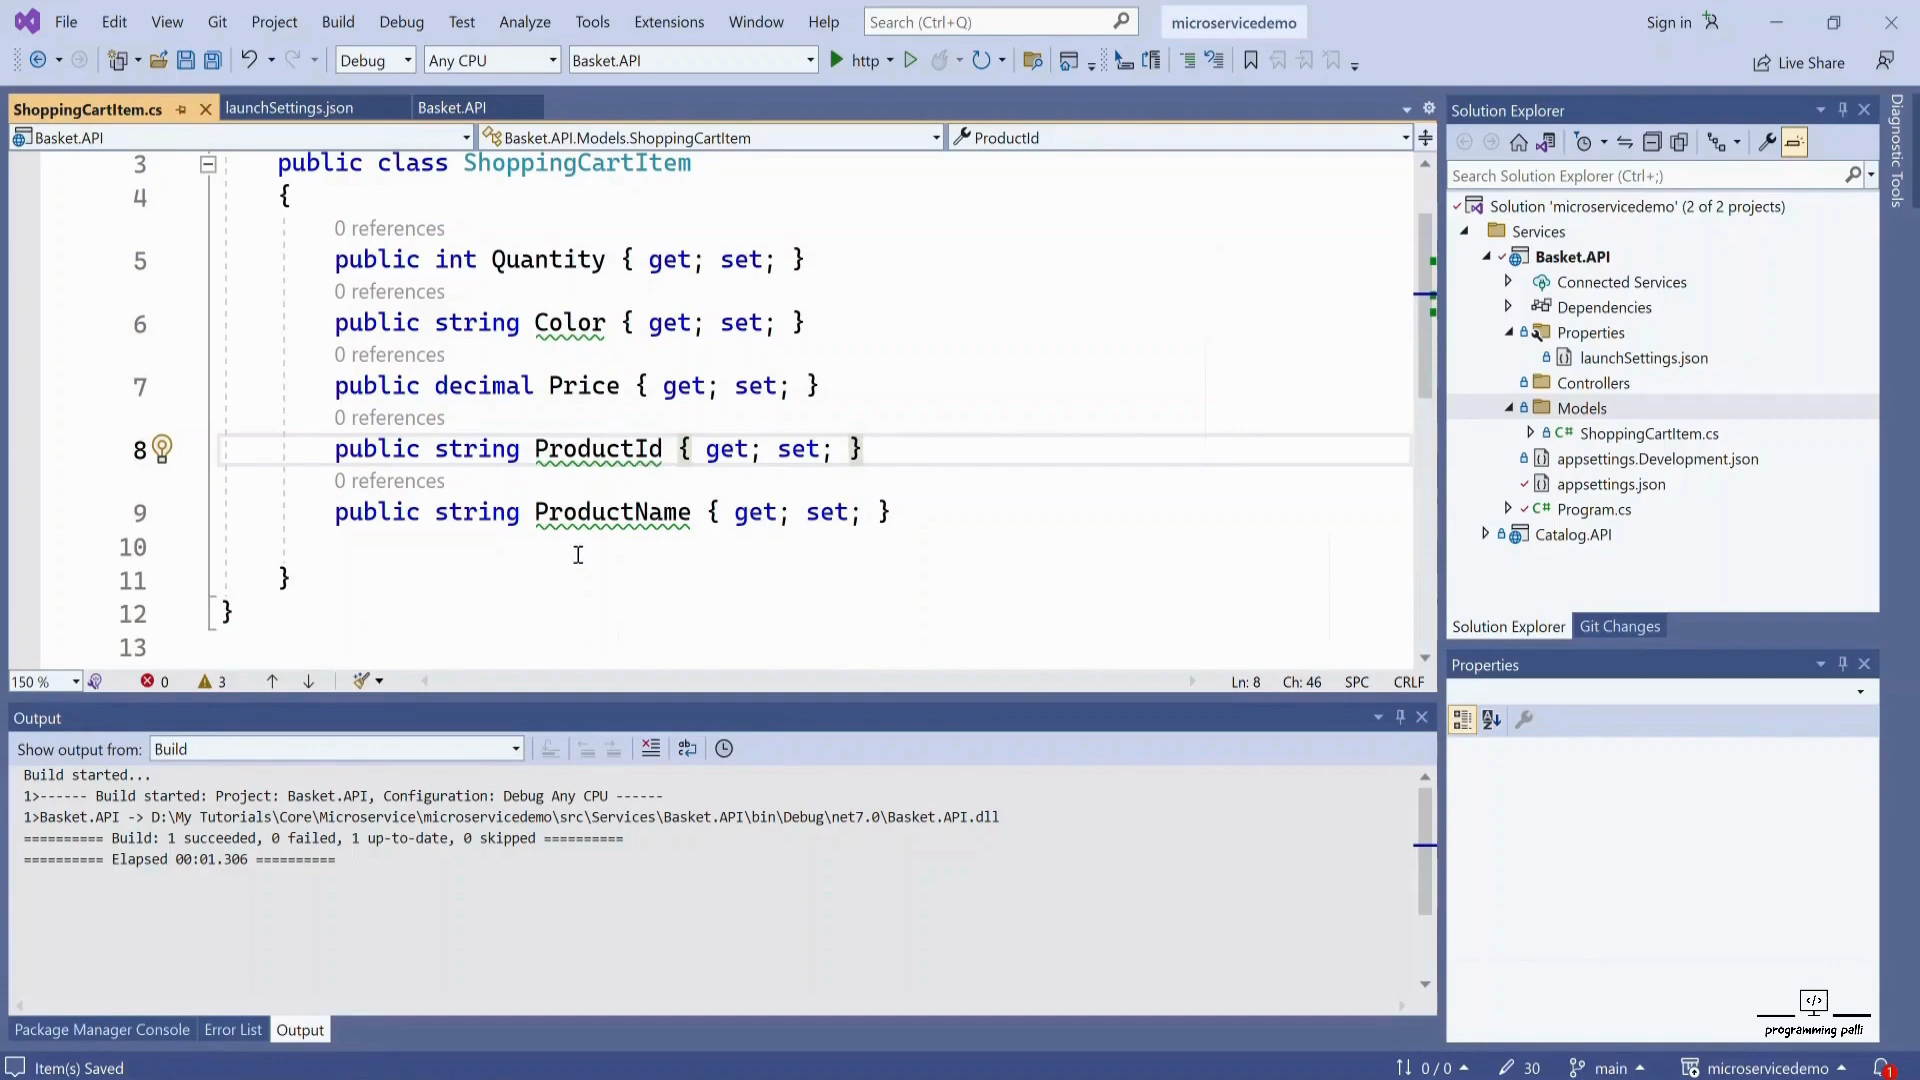 File Edit View Git Project Build Debug Test Analyze Tools Extensions Window Help Search (Ctrl+Q) microservicedemo Sign in
Debug Any CPU Basket.API http Live Share
ShoppingCartItem.cs launchSettings.json Basket.API
Basket.API Basket.API.Models.ShoppingCartItem ProductId
3 public class ShoppingCartItem
4 {
0 references
5 public int Quantity { get; set; }
0 references
6 public string Color { get; set; }
0 references
7 public decimal Price { get; set; }
0 references
8 public string ProductId { get; set; }
0 references
9 public string ProductName { get; set; }
10
11 }
12 }
13
150 % 0 3 Ln: 8 Ch: 46 SPC CRLF
Output
Show output from: Build
Build started...
1>------ Build started: Project: Basket.API, Configuration: Debug Any CPU ------
1>Basket.API -> D:\My Tutorials\Core\Microservice\microservicedemo\src\Services\Basket.API\bin\Debug\net7.0\Basket.API.dll
========== Build: 1 succeeded, 0 failed, 1 up-to-date, 0 skipped ==========
========== Elapsed 00:01.306 ==========
Package Manager Console Error List Output
Solution Explorer
Search Solution Explorer (Ctrl+;)
Solution 'microservicedemo' (2 of 2 projects)
Services
Basket.API
Connected Services
Dependencies
Properties
launchSettings.json
Controllers
Models
C# ShoppingCartItem.cs
appsettings.Development.json
appsettings.json
C# Program.cs
Catalog.API
Solution Explorer Git Changes
Properties
Diagnostic Tools
</>
programming palli
Item(s) Saved 0 / 0 30 main microservicedemo 1